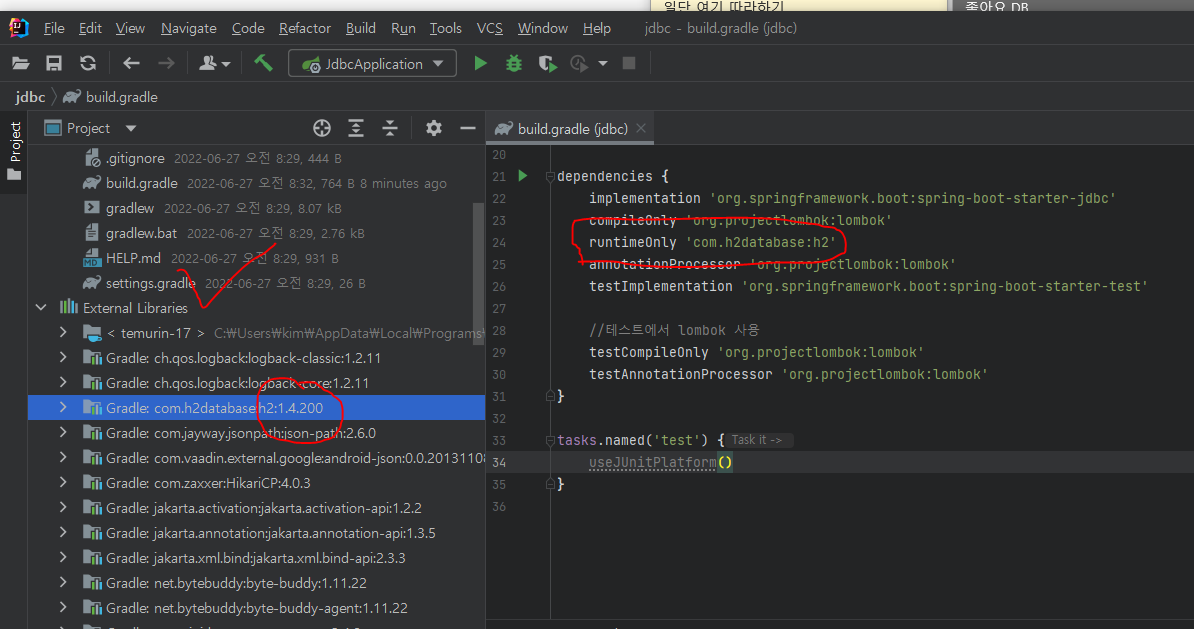 일단 여기 따라하기
좋아요 DB
File Edit View Navigate Code Refactor Build Run Tools VCS Window Help jdbc - build.gradle (jdbc)
JdbcApplication
jdbc build.gradle
Project
Project
build.gradle (jdbc)
.gitignore 2022-06-27 오전 8:29, 444 B
build.gradle 2022-06-27 오전 8:32, 764 B 8 minutes ago
gradlew 2022-06-27 오전 8:29, 8.07 kB
gradlew.bat 2022-06-27 오전 8:29, 2.76 kB
HELP.md 2022-06-27 오전 8:29, 931 B
settings.gradle 2022-06-27 오전 8:29, 26 B
External Libraries
< temurin-17 > C:₩Users₩kim₩AppData₩Local₩Programs₩
Gradle: ch.qos.logback:logback-classic:1.2.11
Gradle: ch.qos.logback:logback-core:1.2.11
Gradle: com.h2database:h2:1.4.200
Gradle: com.jayway.jsonpath:json-path:2.6.0
Gradle: com.vaadin.external.google:android-json:0.0.20131108
Gradle: com.zaxxer:HikariCP:4.0.3
Gradle: jakarta.activation:jakarta.activation-api:1.2.2
Gradle: jakarta.annotation:jakarta.annotation-api:1.3.5
Gradle: jakarta.xml.bind:jakarta.xml.bind-api:2.3.3
Gradle: net.bytebuddy:byte-buddy:1.11.22
Gradle: net.bytebuddy:byte-buddy-agent:1.11.22
20
21 dependencies {
22 implementation 'org.springframework.boot:spring-boot-starter-jdbc'
23 compileOnly 'org.projectlombok:lombok'
24 runtimeOnly 'com.h2database:h2'
25 annotationProcessor 'org.projectlombok:lombok'
26 testImplementation 'org.springframework.boot:spring-boot-starter-test'
27
28 //테스트에서 lombok 사용
29 testCompileOnly 'org.projectlombok:lombok'
30 testAnnotationProcessor 'org.projectlombok:lombok'
31 }
32
33 tasks.named('test') { Task it ->
34 useJUnitPlatform()
35 }
36